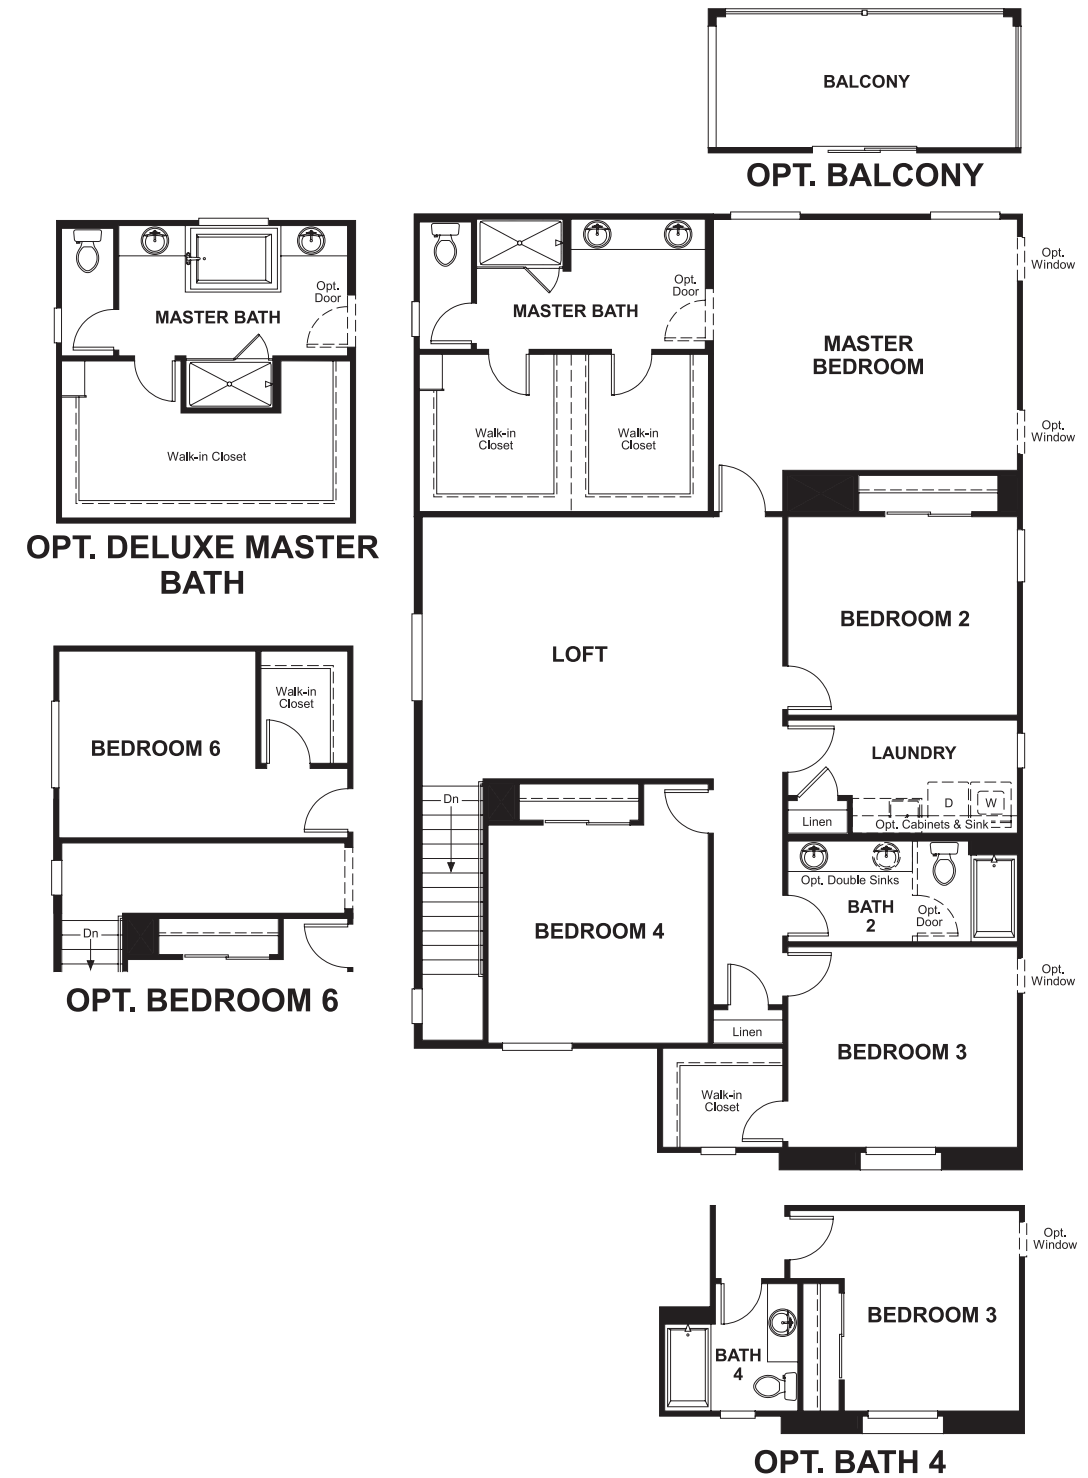 BALCONY
OPT. BALCONY
Opt.
Door
MASTER BATH
Walk-in Closet
OPT. DELUXE MASTER
BATH
Opt.
Door
MASTER BATH
Walk-in
Closet
Walk-in
Closet
MASTER
BEDROOM
Opt.
Window
Opt.
Window
BEDROOM 2
LOFT
Walk-in
Closet
BEDROOM 6
Dn
OPT. BEDROOM 6
LAUNDRY
D
W
Linen
Opt. Cabinets & Sink
Dn
Opt. Double Sinks
BATH
2
Opt.
Door
BEDROOM 4
Opt.
Window
Linen
BEDROOM 3
Walk-in
Closet
Opt.
Window
BEDROOM 3
BATH
4
OPT. BATH 4